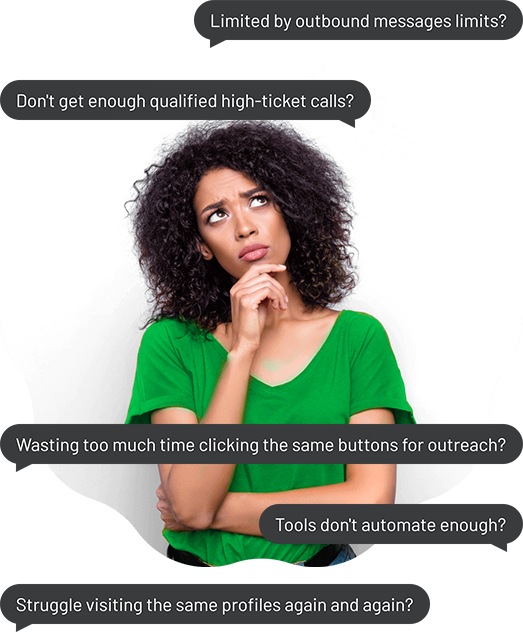 Limited by outbound messages limits?
Don't get enough qualified high-ticket calls?
Wasting too much time clicking the same buttons for outreach?
Tools don't automate enough?
Struggle visiting the same profiles again and again?